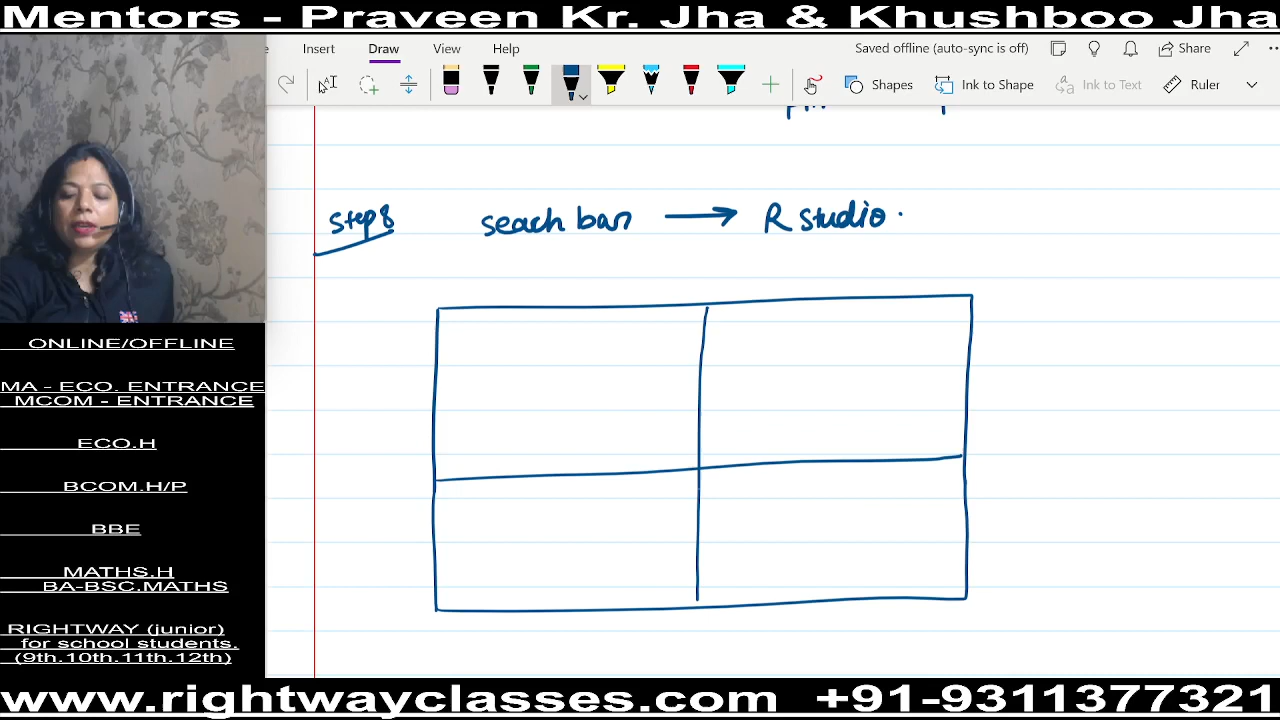 Mentors - Praveen Kr. Jha & Khushboo Jha
Insert Draw View Help Saved offline (auto-sync is off) Share
Shapes Ink to Shape Ink to Text Ruler
step 8 seach bar → R studio.
ONLINE/OFFLINE
MA - ECO. ENTRANCE
MCOM - ENTRANCE
ECO.H
BCOM.H/P
BBE
MATHS.H
BA-BSC.MATHS
RIGHTWAY (junior)
for school students.
(9th.10th.11th.12th)
www.rightwayclasses.com +91-9311377321